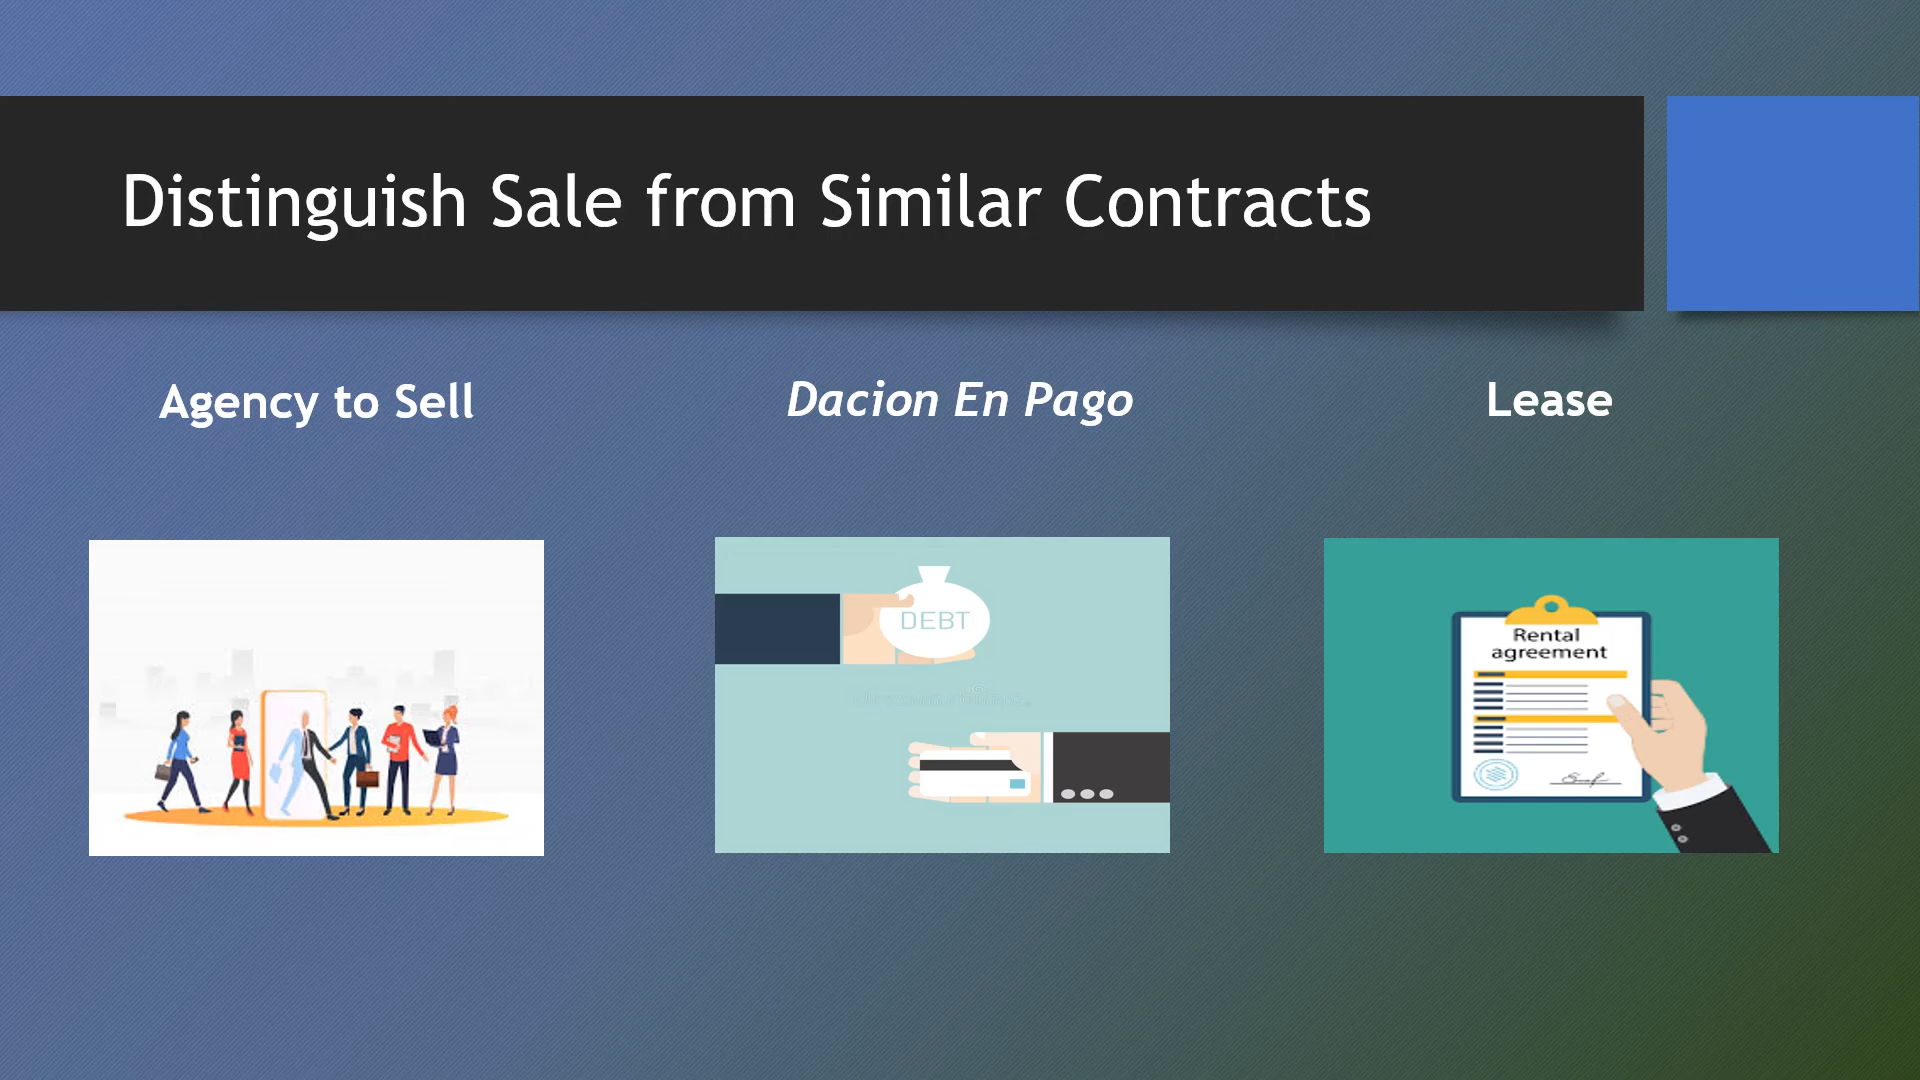 Distinguish Sale from Similar Contracts
Agency to Sell
Dacion En Pago
Lease
DEBT
Rental
agreement